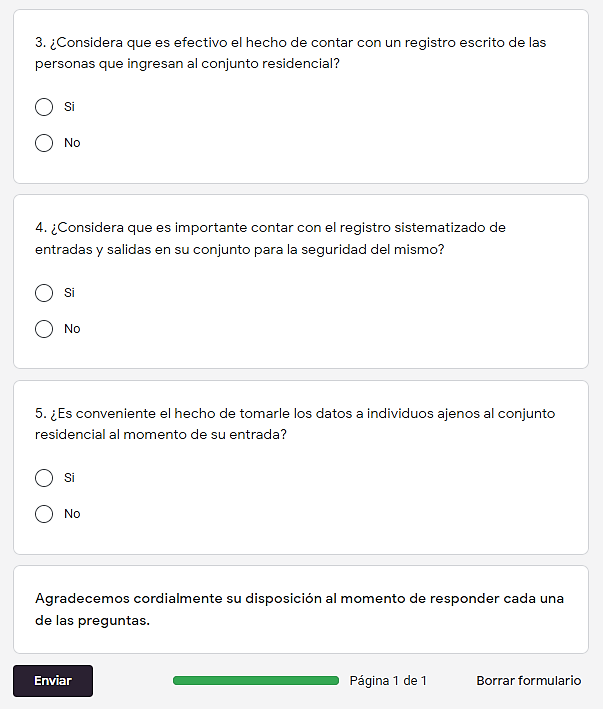 3. ¿Considera que es efectivo el hecho de contar con un registro escrito de las
personas que ingresan al conjunto residencial?
Si
No
4. ¿Considera que es importante contar con el registro sistematizado de
entradas y salidas en su conjunto para la seguridad del mismo?
Si
No
5. ¿Es conveniente el hecho de tomarle los datos a individuos ajenos al conjunto
residencial al momento de su entrada?
Si
No
Agradecemos cordialmente su disposición al momento de responder cada una
de las preguntas.
Enviar Página 1 de 1 Borrar formulario